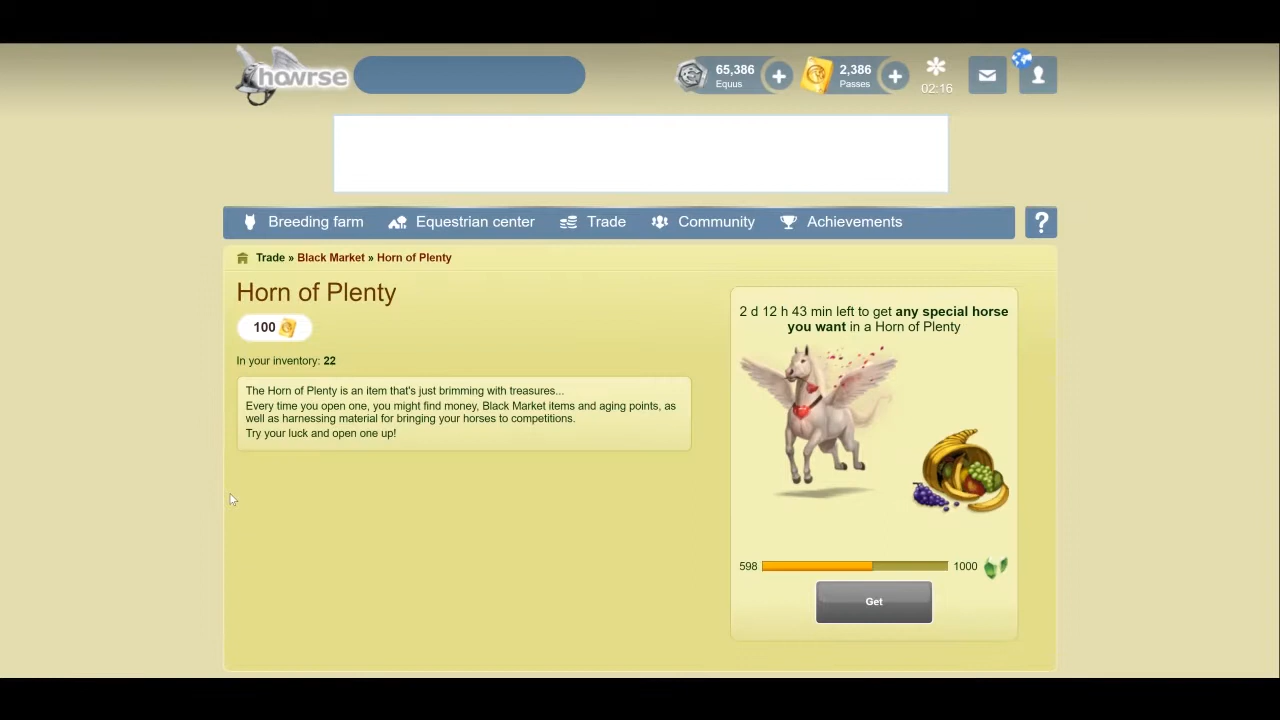 howrse
65,386
Equus
2,386
Passes
02:16
Breeding farm
Equestrian center
Trade
Community
Achievements
?
Trade » Black Market » Horn of Plenty
Horn of Plenty
100
In your inventory: 22
The Horn of Plenty is an item that's just brimming with treasures...
Every time you open one, you might find money, Black Market items and aging points, as
well as harnessing material for bringing your horses to competitions.
Try your luck and open one up!
2 d 12 h 43 min left to get any special horse
you want in a Horn of Plenty
598
1000
Get